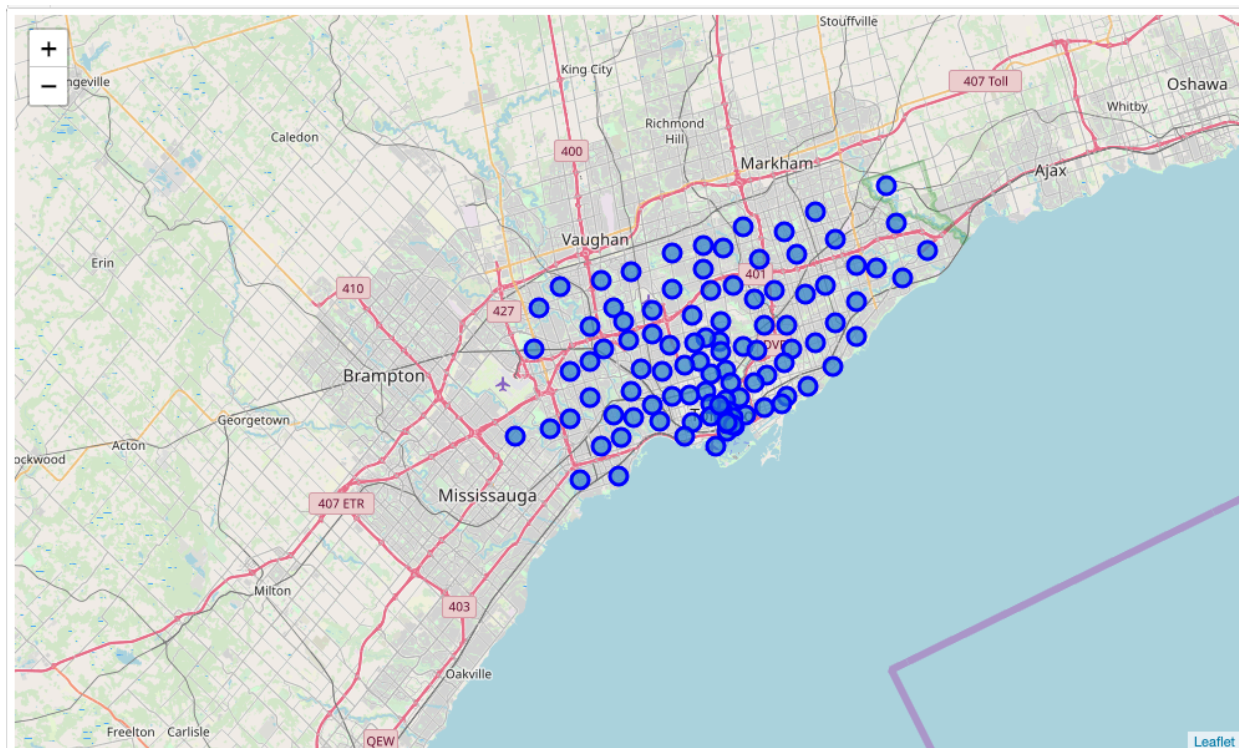 +
−
Stouffville
King City
ngeville
407 Toll
Oshawa
Whitby
Richmond
Hill
Caledon
400
Markham
Ajax
Vaughan
Erin
401
410
427
DVP
Brampton
T
Georgetown
Acton
ockwood
407 ETR
Mississauga
Milton
403
Oakville
Freelton
Carlisle
QEW
Leaflet